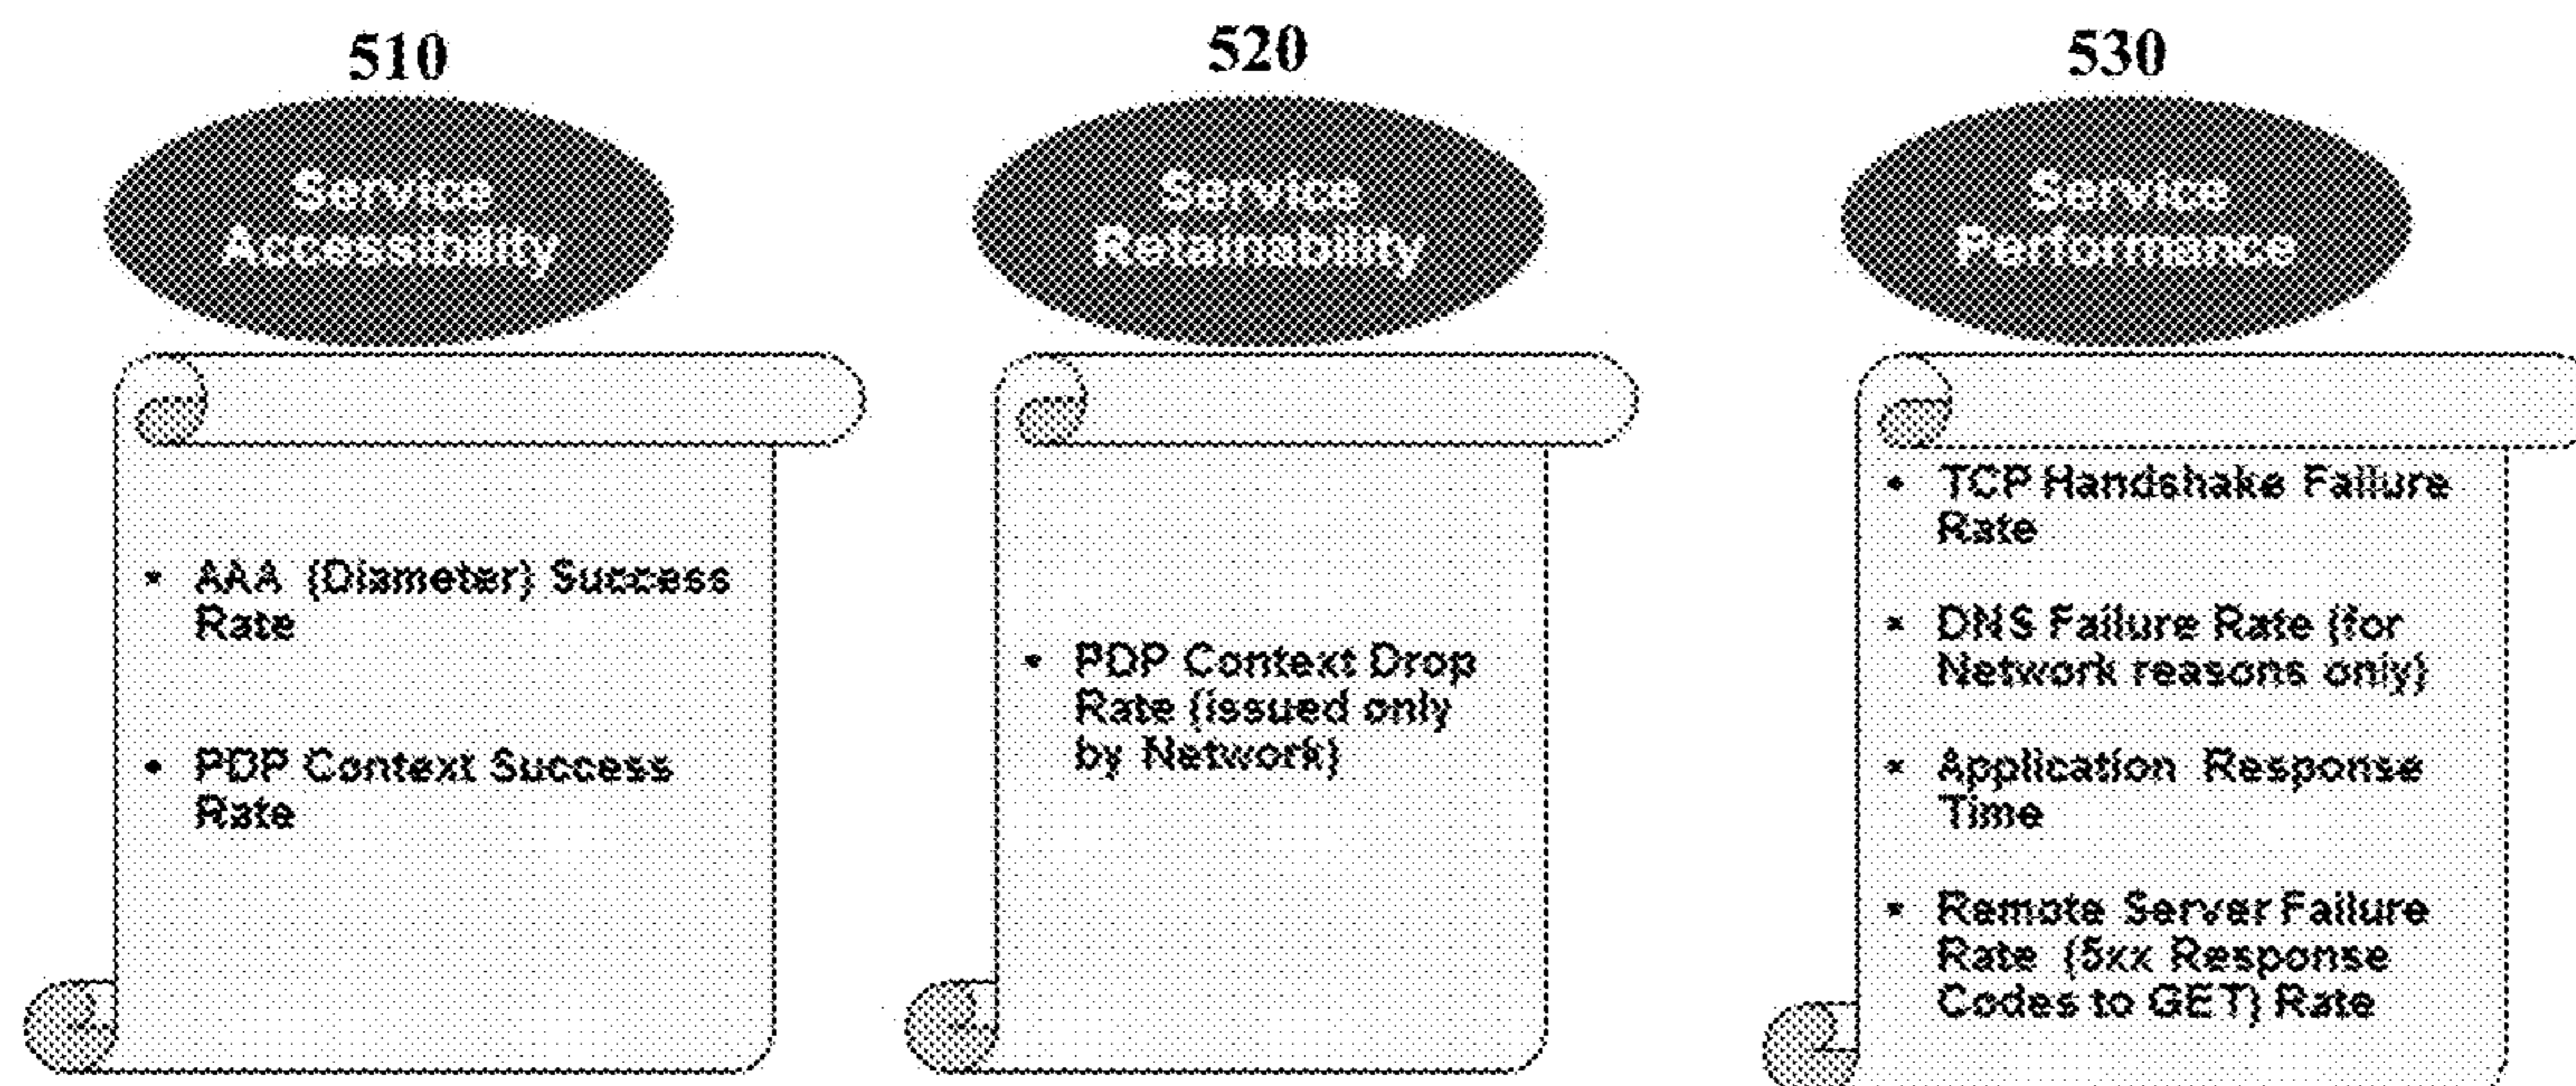 510
Service
Accessibility
• AAA (Diameter) Success
Rate
• PDP Context Success
Rate
520
Service
Retainability
• PDP Context Drop
Rate (issued only
by Network)
530
Service
Performance
• TCP Handshake Failure
Rate
• DNS Failure Rate (for
Network reasons only)
• Application Response
Time
• Remote Server Failure
Rate (5xx Response
Codes to GET) Rate